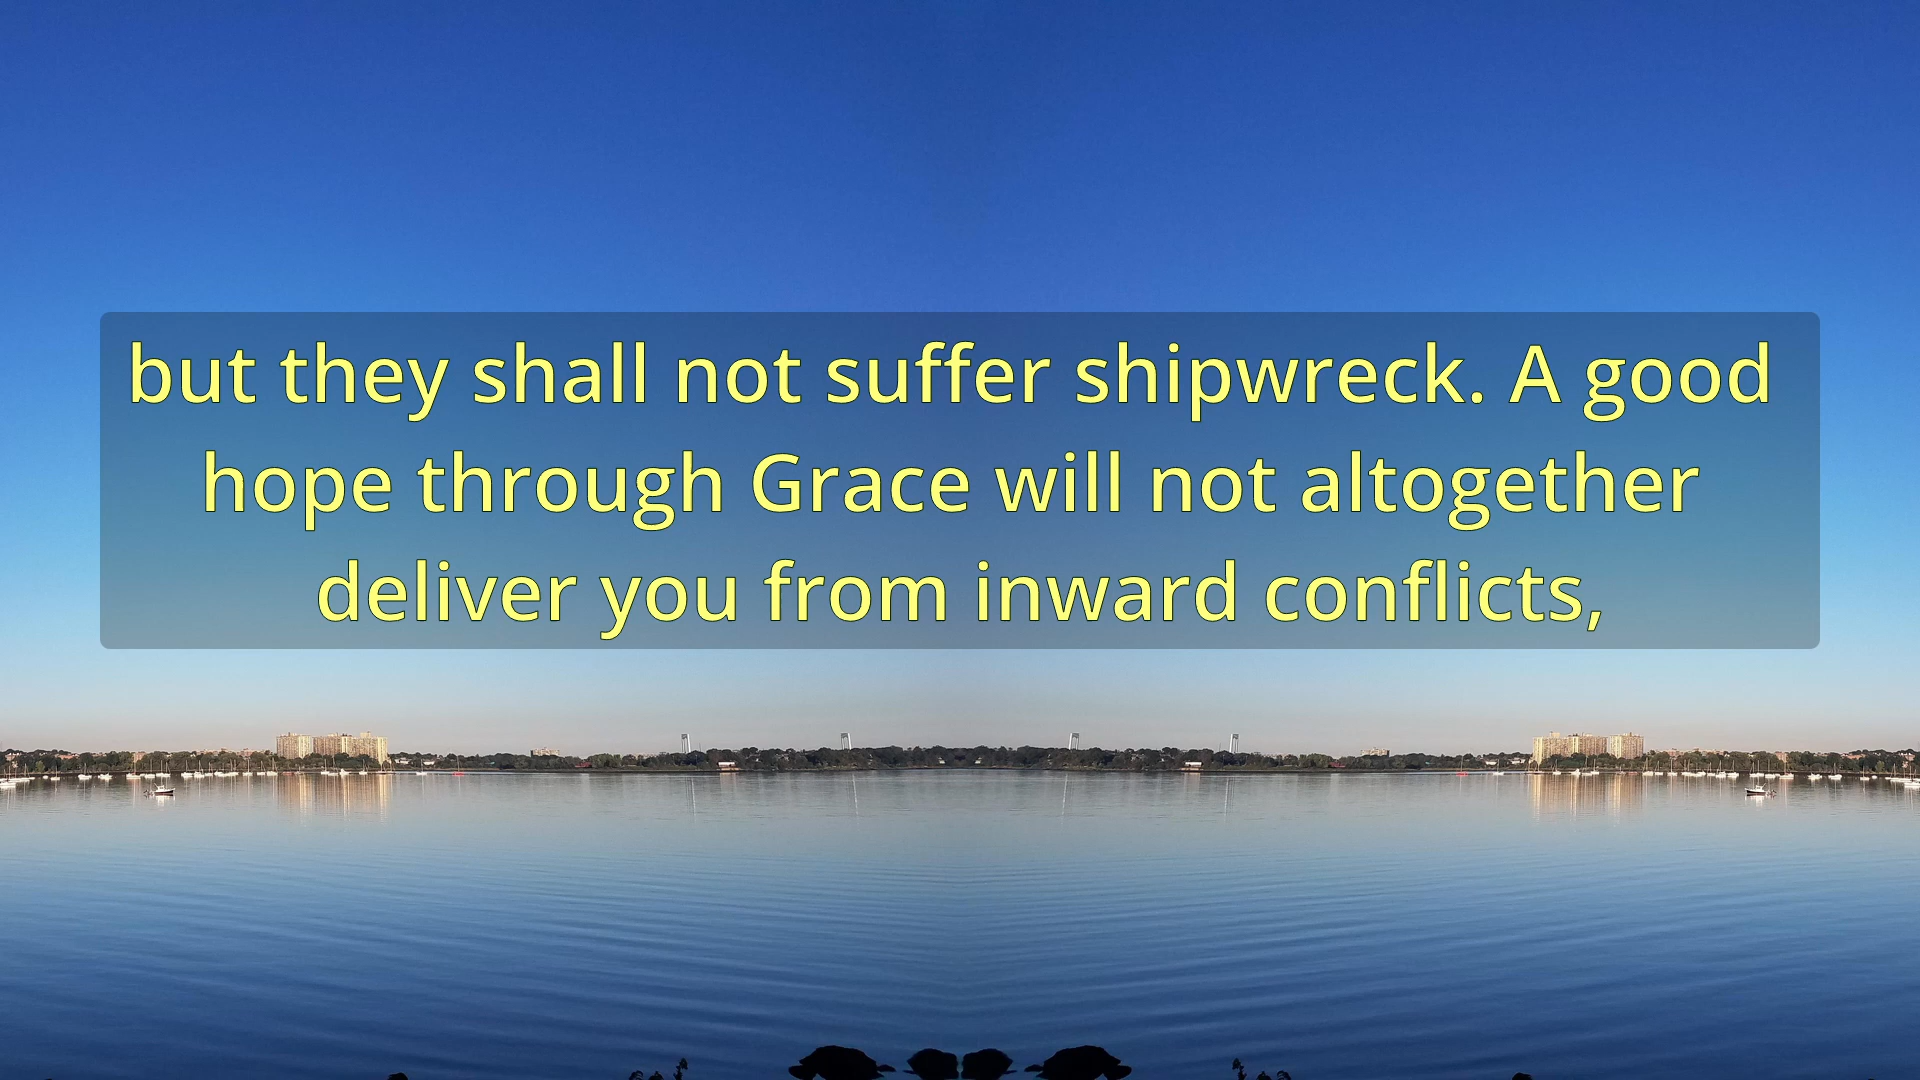 but they shall not suffer shipwreck. A good
hope through Grace will not altogether
deliver you from inward conflicts,